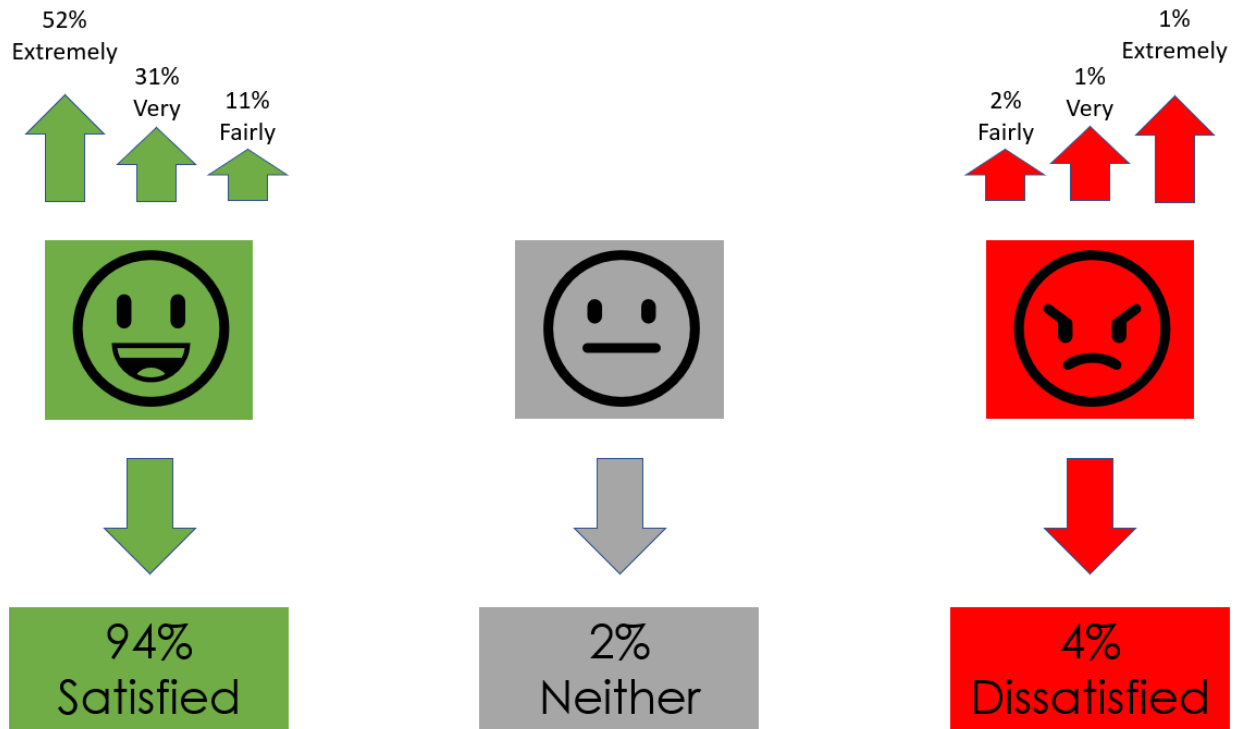 52%
Extremely
31%
Very
11%
Fairly
2%
Fairly
1%
Very
1%
Extremely
94%
Satisfied
2%
Neither
4%
Dissatisfied